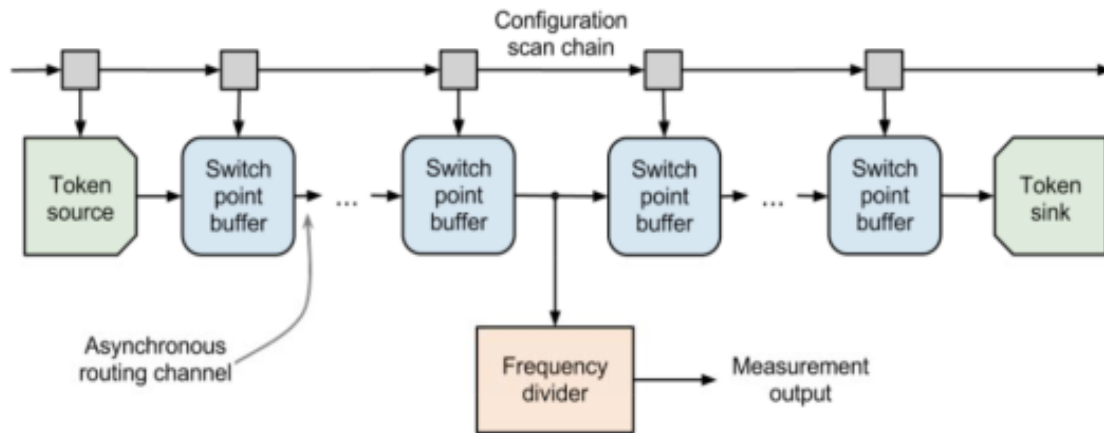 Configuration
scan chain
Token
source
Switch
point
buffer
...
Switch
point
buffer
Switch
point
buffer
...
Switch
point
buffer
Token
sink
Asynchronous
routing channel
Frequency
divider
Measurement
output